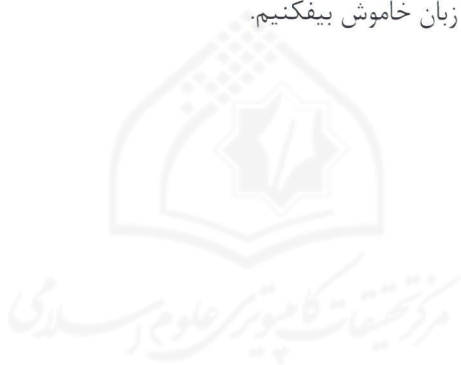 زبان خاموش بیفکنیم.
مرکز تحقیقات کامپیوتری علوم اسلامی